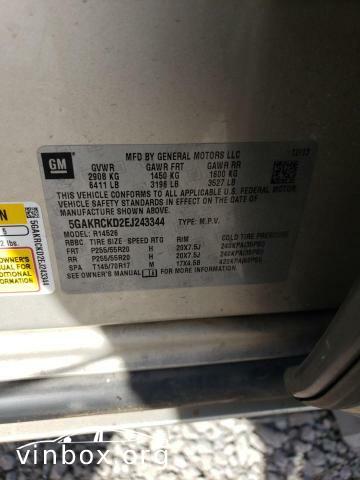 GM
MFD BY GENERAL MOTORS LLC
12/13
GVWR GAWR FRT GAWR RR
2908 KG 1450 KG 1600 KG
6411 LB 3196 LB 3527 LB
THIS VEHICLE CONFORMS TO ALL APPLICABLE U.S. FEDERAL MOTOR
VEHICLE SAFETY STANDARDS IN EFFECT ON THE DATE OF
MANUFACTURE SHOWN ABOVE.
5GAKRCKD2EJ243344 TYPE: M.P.V.
MODEL: R14526
RBBC TIRE SIZE SPEED RTG RIM COLD TIRE PRESSURE
FRT P255/55R20 H 20X7.5J 240KPA(35PSI)
RR P255/55R20 H 20X7.5J 240KPA(35PSI)
SPA T145/70R17 M 17X4.5B 420KPA(60PSI)
SEE OWNER'S MANUAL FOR MORE INFORMATION.
5GAKRCKD2EJ243344
vinbox.org
vinbox.org